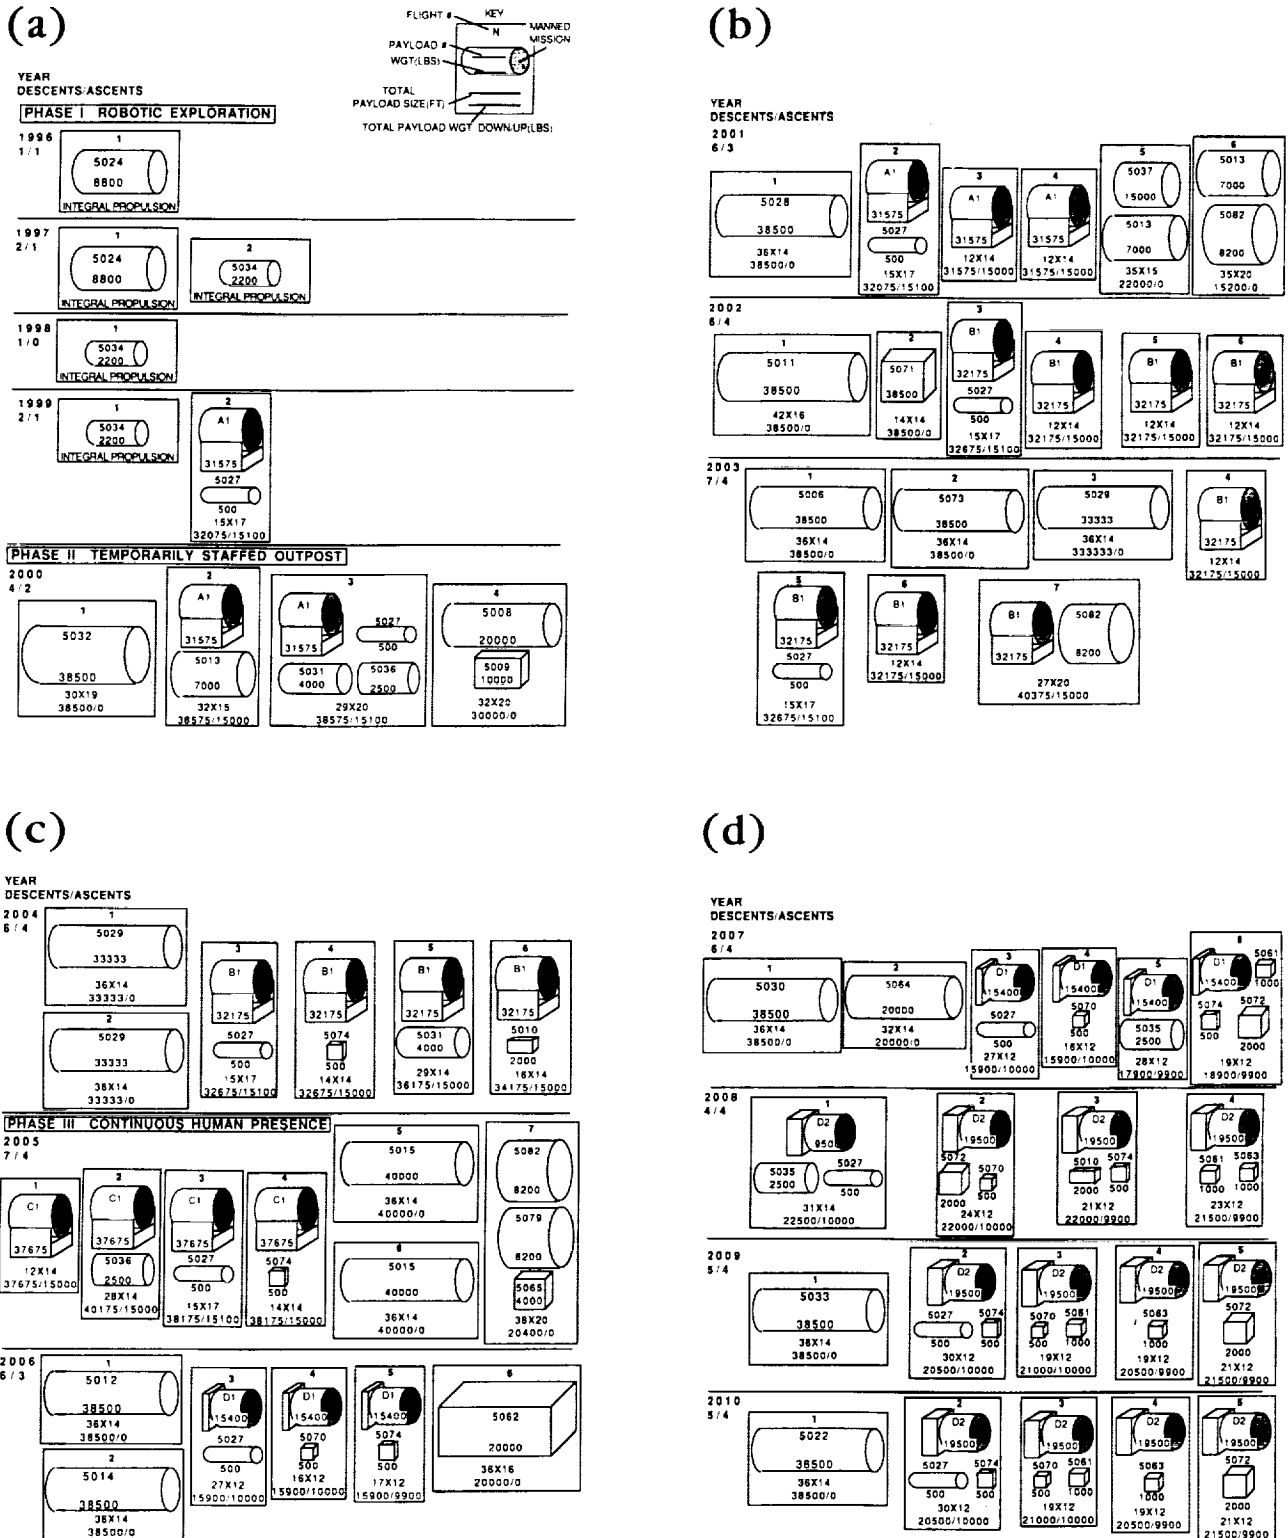 (a)
FLIGHT #
KEY
N
MANNED
MISSION
PAYLOAD #
WGT(LBS)
TOTAL
PAYLOAD SIZE(FT)
TOTAL PAYLOAD WGT DOWN/UP(LBS)
YEAR
DESCENTS/ASCENTS
PHASE I ROBOTIC EXPLORATION
1996
1/1
1
5024
8800
INTEGRAL PROPULSION
1997
2/1
1
5024
8800
INTEGRAL PROPULSION
2
5034
2200
INTEGRAL PROPULSION
1998
1/0
1
5034
2200
INTEGRAL PROPULSION
1999
2/1
1
5034
2200
INTEGRAL PROPULSION
2
A1
31575
5027
500
15X17
32075/15100
PHASE II TEMPORARILY STAFFED OUTPOST
2000
4/2
1
5032
38500
30X19
38500/0
2
A1
31575
5013
7000
32X15
38575/15000
3
A1
31575
5027
500
5031
4000
5036
2500
29X20
38575/15100
4
5008
20000
5009
10000
32X20
30000/0
(b)
YEAR
DESCENTS/ASCENTS
2001
6/3
1
5028
38500
36X14
38500/0
2
A1
31575
5027
500
15X17
32075/15100
3
A1
31575
12X14
31575/15000
4
A1
31575
12X14
31575/15000
5
5037
15000
5013
7000
35X15
22000/0
6
5013
7000
5082
8200
35X20
15200/0
2002
6/4
1
5011
38500
42X16
38500/0
2
5071
38500
14X14
38500/0
3
B1
32175
5027
500
15X17
32675/15100
4
B1
32175
12X14
32175/15000
5
B1
32175
12X14
32175/15000
6
B1
32175
12X14
32175/15000
2003
7/4
1
5006
38500
36X14
38500/0
2
5073
38500
36X14
38500/0
3
5029
33333
36X14
333333/0
4
B1
32175
12X14
32175/15000
5
B1
32175
5027
500
15X17
32675/15100
6
B1
32175
12X14
32175/15000
7
B1
32175
5082
8200
27X20
40375/15000
(c)
YEAR
DESCENTS/ASCENTS
2004
6/4
1
5029
33333
36X14
33333/0
2
5029
33333
36X14
33333/0
3
B1
32175
5027
500
15X17
32675/15100
4
B1
32175
5074
500
14X14
32675/15000
5
B1
32175
5031
4000
29X14
36175/15000
6
B1
32175
5010
2000
16X14
34175/15000
PHASE III CONTINUOUS HUMAN PRESENCE
2005
7/4
1
C1
37675
12X14
37675/15000
2
C1
37675
5036
2500
28X14
40175/15000
3
C1
37675
5027
500
15X17
38175/15100
4
C1
37675
5074
500
14X14
38175/15000
5
5015
40000
36X14
40000/0
6
5015
40000
36X14
40000/0
7
5082
8200
5079
8200
5065
4000
38X20
20400/0
2006
6/3
1
5012
38500
36X14
38500/0
2
5014
38500
36X14
38500/0
3
D1
15400
5027
500
27X12
15900/10000
4
D1
15400
5070
500
16X12
15900/10000
5
D1
15400
5074
500
17X12
15900/9900
6
5062
20000
36X16
20000/0
(d)
YEAR
DESCENTS/ASCENTS
2007
6/4
1
5030
38500
36X14
38500/0
2
5064
20000
32X14
20000/0
3
D1
15400
5027
500
27X12
15900/10000
4
D1
15400
5070
500
16X12
15900/10000
5
D1
15400
5035
2500
28X12
17900/9900
6
D1
15400
5061
1000
5074
500
5072
2000
19X12
18900/9900
2008
4/4
1
D2
9500
5035
2500
5027
500
31X14
22500/10000
2
D2
19500
5072
2000
5070
500
24X12
22000/10000
3
D2
19500
5010
2000
5074
500
21X12
22000/9900
4
D2
19500
5061
1000
5063
1000
23X12
21500/9900
2009
5/4
1
5033
38500
36X14
38500/0
2
D2
19500
5027
500
5074
500
30X12
20500/10000
3
D2
19500
5070
500
5061
1000
19X12
21000/10000
4
D2
19500
5063
1000
19X12
20500/9900
5
D2
19500
5072
2000
21X12
21500/9900
2010
5/4
1
5022
38500
36X14
38500/0
2
D2
19500
5027
500
5074
500
30X12
20500/10000
3
D2
19500
5070
500
5061
1000
19X12
21000/10000
4
D2
19500
5063
1000
19X12
20500/9900
5
D2
19500
5072
2000
21X12
21500/9900